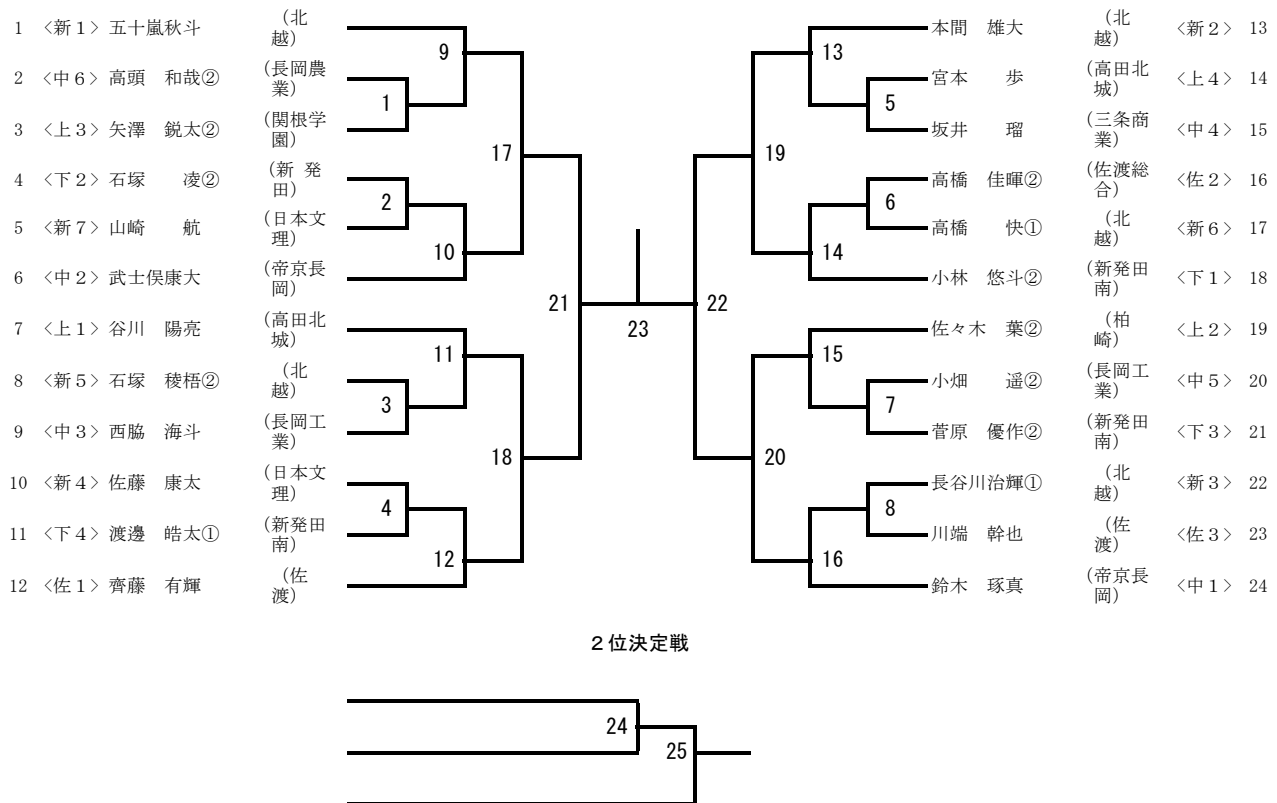 1 <新1> 五十嵐秋斗 (北越)
2 <中6> 高頭 和哉② (長岡農業)
3 <上3> 矢澤 鋭太② (関根学園)
4 <下2> 石塚 凌② (新発田)
5 <新7> 山崎 航 (日本文理)
6 <中2> 武士俣康大 (帝京長岡)
7 <上1> 谷川 陽亮 (高田北城)
8 <新5> 石塚 稜梧② (北越)
9 <中3> 西脇 海斗 (長岡工業)
10 <新4> 佐藤 康太 (日本文理)
11 <下4> 渡邊 皓太① (新発田南)
12 <佐1> 齊藤 有輝 (佐渡)
1
2
3
4
9
10
11
12
17
18
21
23
22
19
20
13
14
15
16
5
6
7
8
本間 雄大 (北越) <新2> 13
宮本 歩 (高田北城) <上4> 14
坂井 瑠 (三条商業) <中4> 15
高橋 佳暉② (佐渡総合) <佐2> 16
高橋 快① (北越) <新6> 17
小林 悠斗② (新発田南) <下1> 18
佐々木 葉② (柏崎) <上2> 19
小畑 遥② (長岡工業) <中5> 20
菅原 優作② (新発田南) <下3> 21
長谷川治輝① (北越) <新3> 22
川端 幹也 (佐渡) <佐3> 23
鈴木 琢真 (帝京長岡) <中1> 24
2位決定戦
24
25